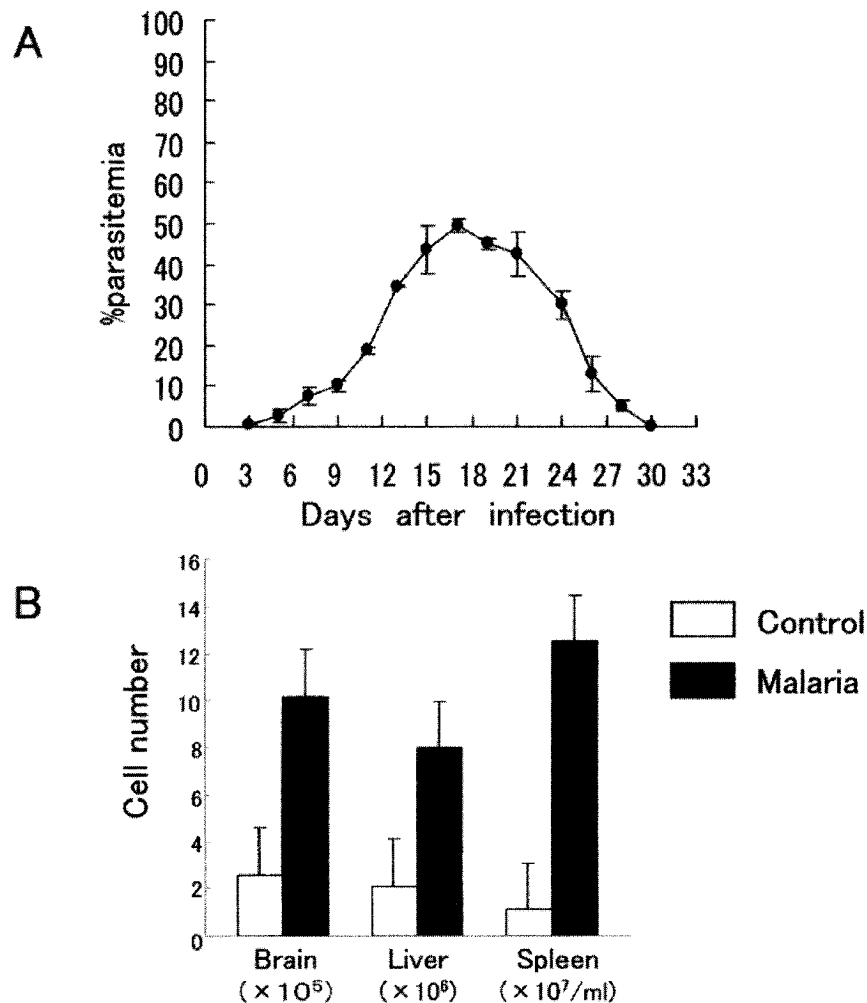 A
100
90
80
70
60
50
40
30
20
10
0
%parasitemia
0 3 6 9 12 15 18 21 24 27 30 33
Days after infection
B
16
14
12
10
8
6
4
2
0
Cell number
Control
Malaria
Brain Liver Spleen
(×10⁵) (×10⁶) (×10⁷/ml)